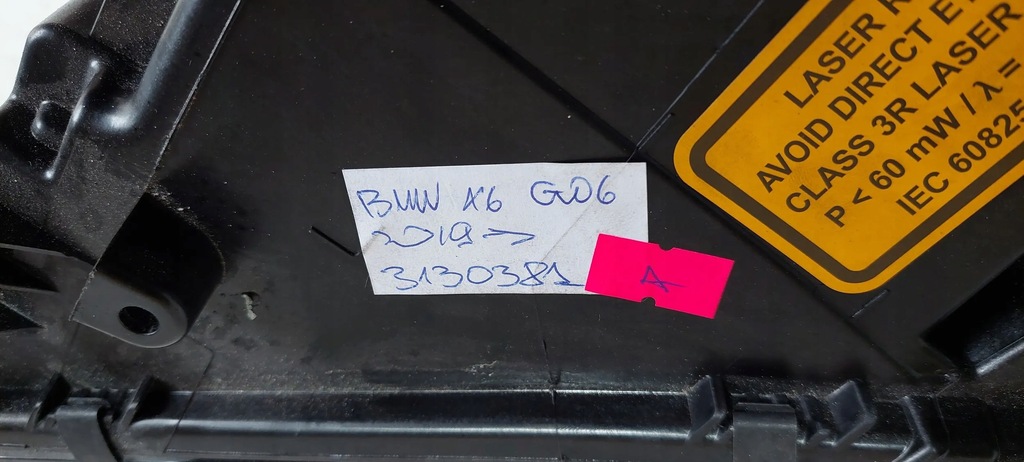 BMW X6 G06
2019 →
3130381
A
LASER R
AVOID DIRECT E
CLASS 3R LASER
P < 60 mW / λ =
IEC 60825